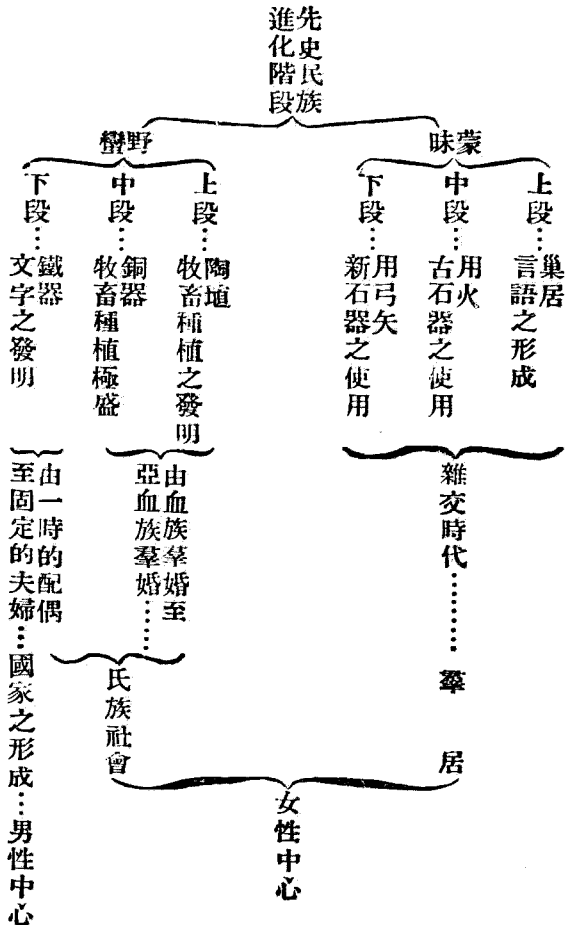 先史民族
進化階段
蒙昧
上段…巢居
言語之形成
中段…用火
古石器之使用
下段…用弓矢
新石器之使用
雜交時代………羣居
野蠻
上段…陶埴
牧畜種植之發明
中段…銅器
牧畜種植極盛
下段…鐵器
文字之發明
由血族羣婚至
亞血族羣婚……
氏族社會
女性中心
由一時的配偶
至固定的夫婦…國家之形成…男性中心